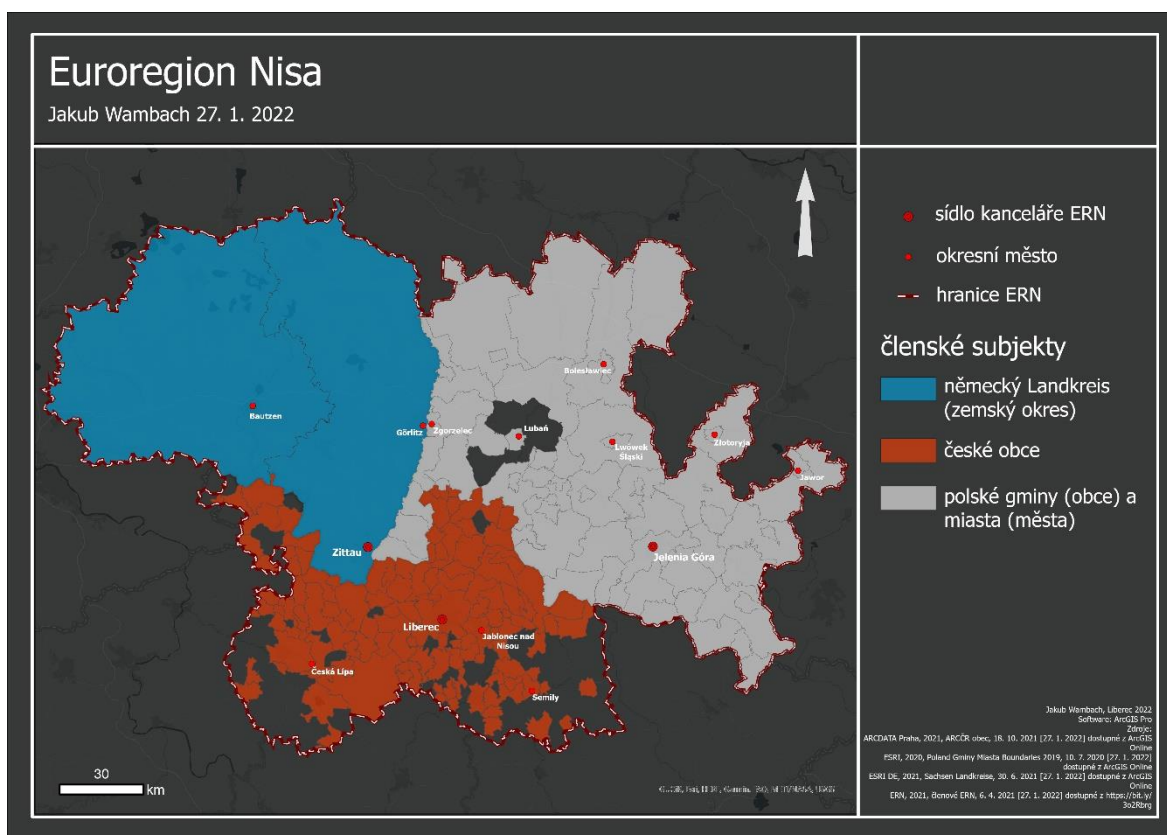 Euroregion Nisa
Jakub Wambach 27. 1. 2022
sídlo kanceláře ERN
okresní město
hranice ERN
členské subjekty
německý Landkreis
(zemský okres)
české obce
polské gminy (obce) a
miasta (města)
Bolesławiec
Bautzen
Görlitz
Zgorzelec
Lubań
Lwówek
Śląski
Złotoryja
Jawor
Zittau
Jelenia Góra
Liberec
Jablonec nad
Nisou
Česká Lípa
Semily
30
km
Esri, Garmin, NASA, USGS
Jakub Wambach, Liberec 2022
Software: ArcGIS Pro
Zdroje:
ARCDATA Praha, 2021, ARCČR obec, 18. 10. 2021 [27. 1. 2022] dostupné z ArcGIS
Online
ESRI, 2020, Poland Gminy Miasta Boundaries 2019, 10. 7. 2020 [27. 1. 2022]
dostupné z ArcGIS Online
ESRI DE, 2021, Sachsen Landkreise, 30. 6. 2021 [27. 1. 2022] dostupné z ArcGIS
Online
ERN, 2021, členové ERN, 6. 4. 2021 [27. 1. 2022] dostupné z https://bit.ly/
3o2Rbrg